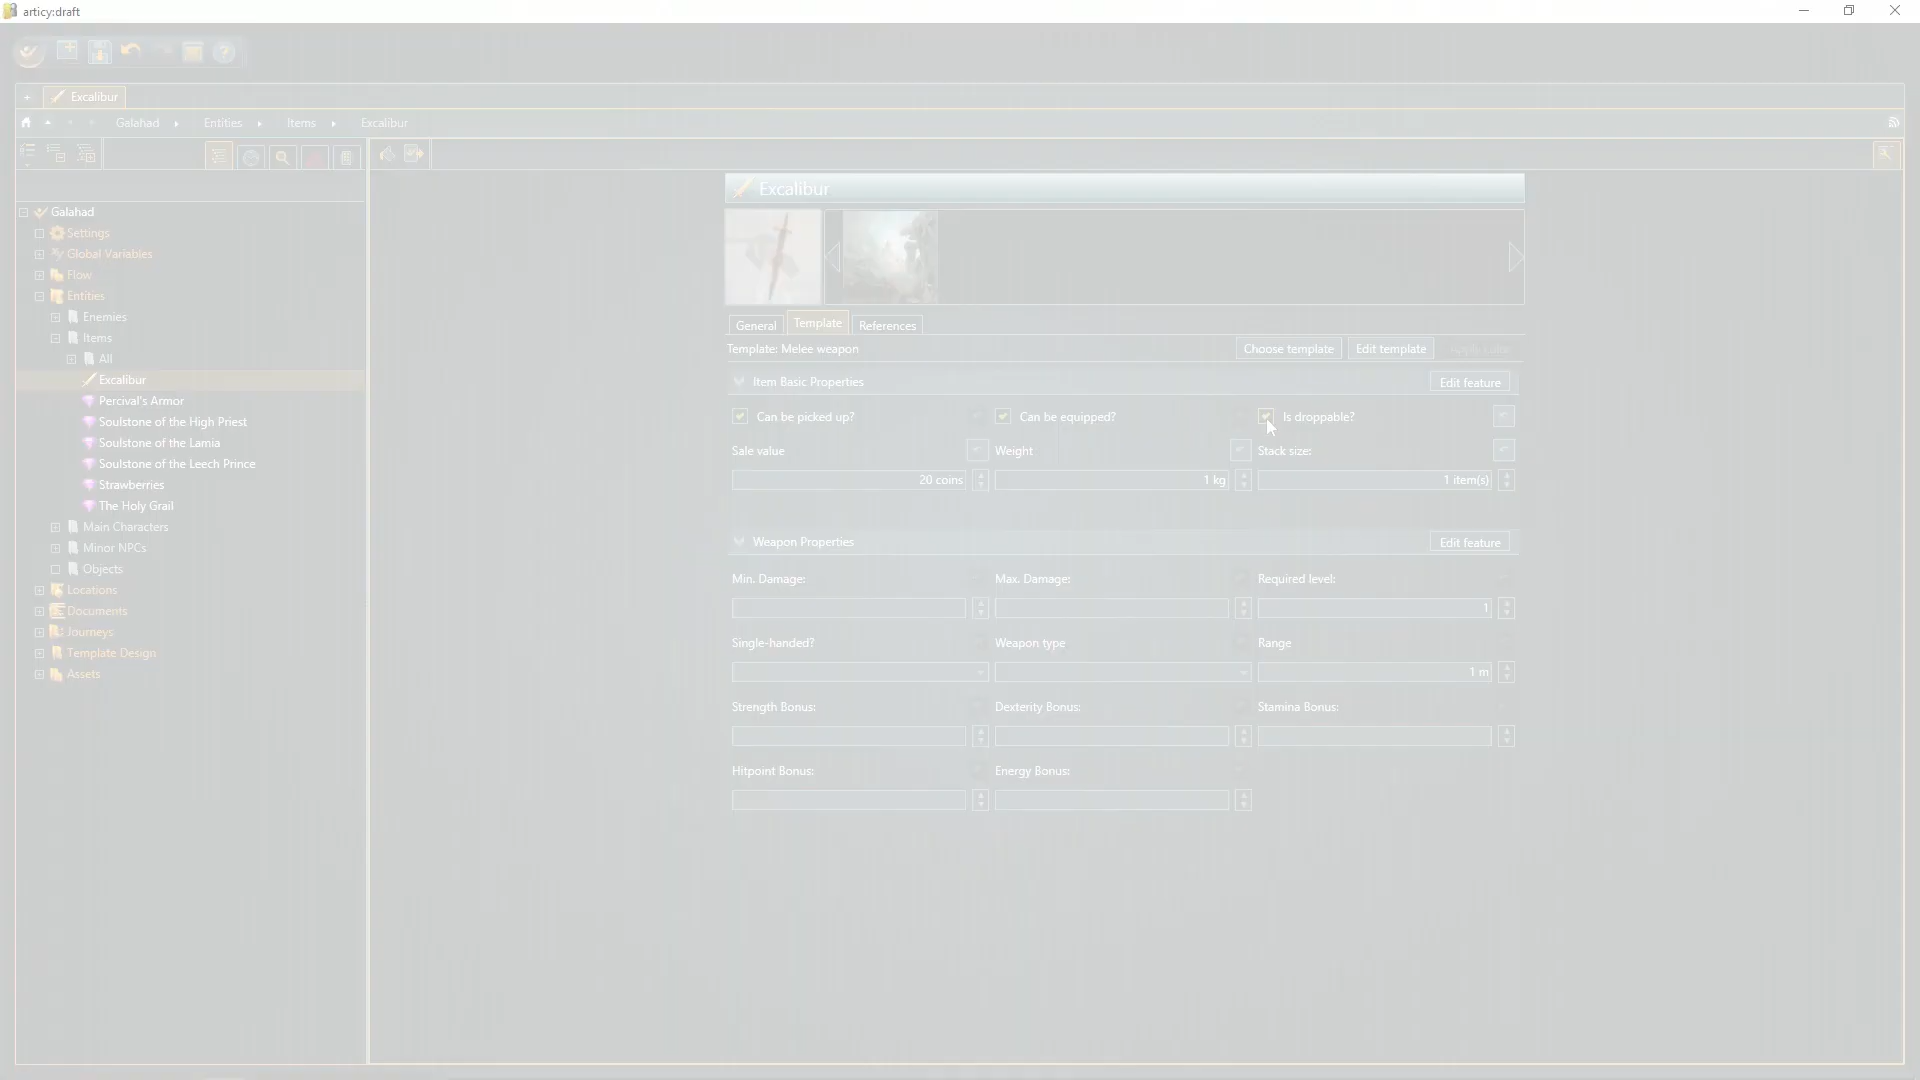 articy:draft
Excalibur
Galahad Entities Items Excalibur
Galahad
Settings
Global Variables
Flow
Entities
Enemies
Items
All
Excalibur
Percival's Armor
Soulstone of the High Priest
Soulstone of the Lamia
Soulstone of the Leech Prince
Strawberries
The Holy Grail
Main Characters
Minor NPCs
Objects
Locations
Documents
Journeys
Template Design
Assets
Excalibur
General Template References
Template: Melee weapon Choose template Edit template
Item Basic Properties Edit feature
Can be picked up? Can be equipped? Is droppable?
Sale value Weight Stack size:
20 coins 1 kg 1 item(s)
Weapon Properties Edit feature
Min. Damage: Max. Damage: Required level:
1
Single-handed? Weapon type Range
1 m
Strength Bonus: Dexterity Bonus: Stamina Bonus:
Hitpoint Bonus: Energy Bonus: